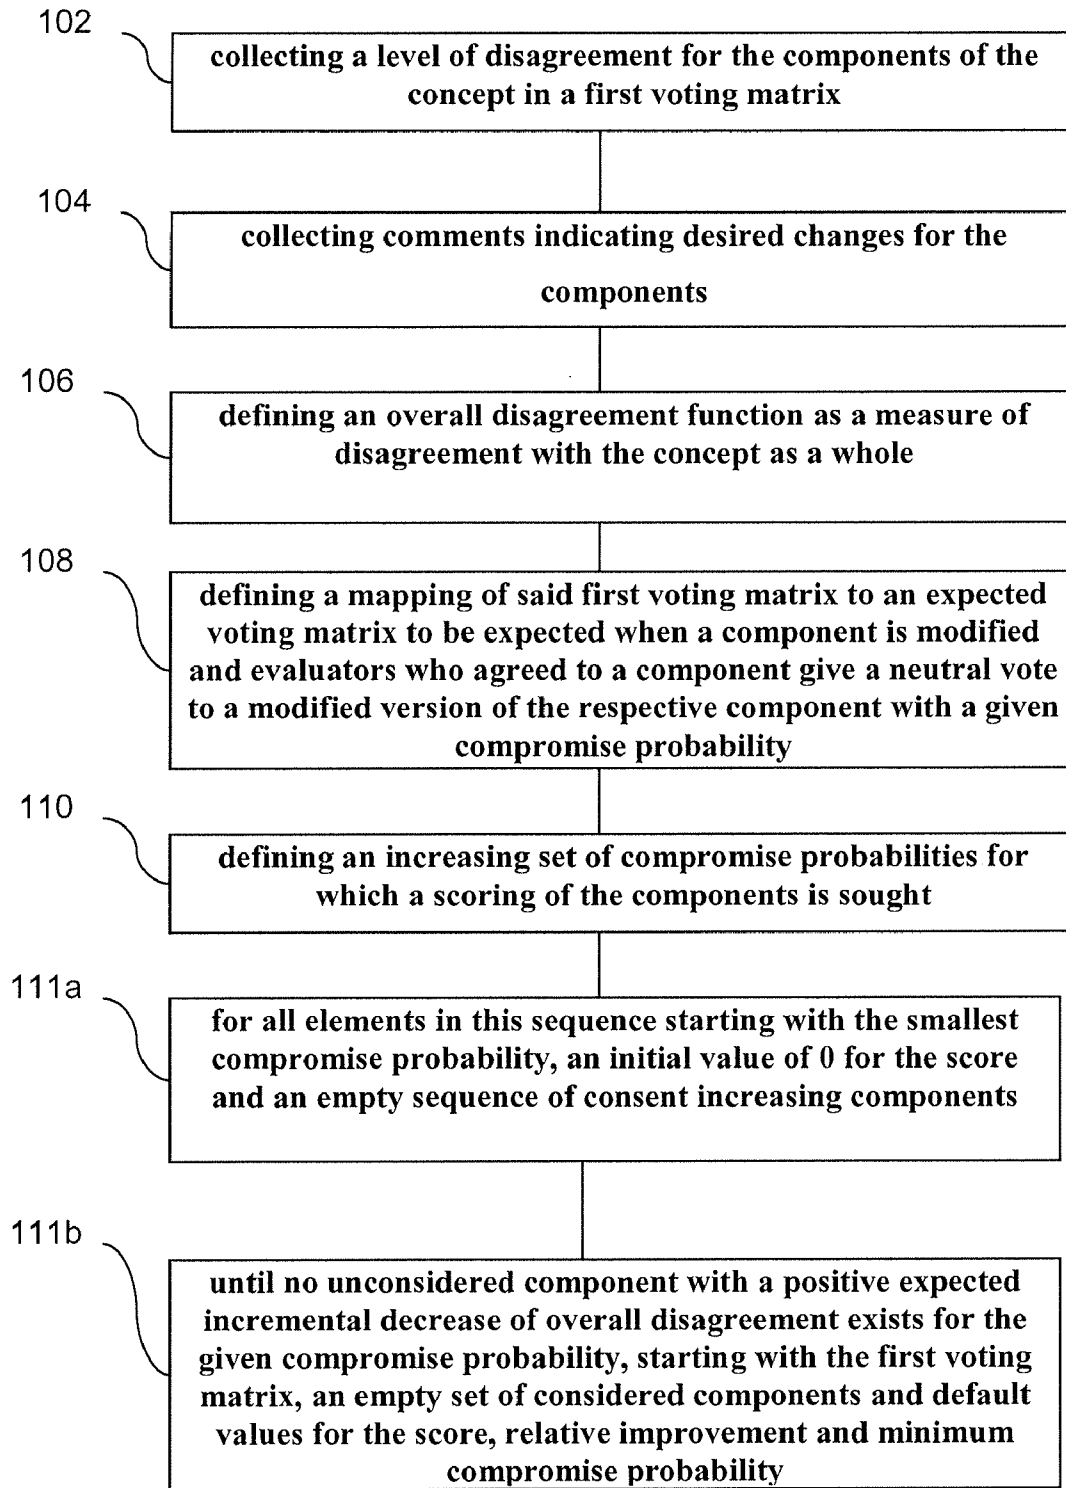 102
collecting a level of disagreement for the components of the
concept in a first voting matrix
104
collecting comments indicating desired changes for the
components
106
defining an overall disagreement function as a measure of
disagreement with the concept as a whole
108
defining a mapping of said first voting matrix to an expected
voting matrix to be expected when a component is modified
and evaluators who agreed to a component give a neutral vote
to a modified version of the respective component with a given
compromise probability
110
defining an increasing set of compromise probabilities for
which a scoring of the components is sought
111a
for all elements in this sequence starting with the smallest
compromise probability, an initial value of 0 for the score
and an empty sequence of consent increasing components
111b
until no unconsidered component with a positive expected
incremental decrease of overall disagreement exists for the
given compromise probability, starting with the first voting
matrix, an empty set of considered components and default
values for the score, relative improvement and minimum
compromise probability